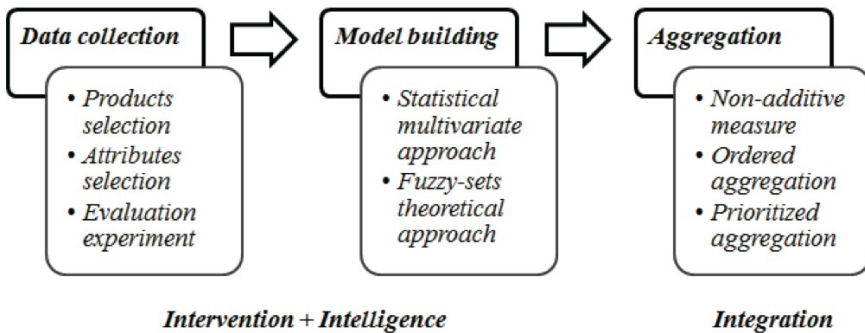 Data collection
• Products
selection
• Attributes
selection
• Evaluation
experiment
Model building
• Statistical
multivariate
approach
• Fuzzy-sets
theoretical
approach
Aggregation
• Non-additive
measure
• Ordered
aggregation
• Prioritized
aggregation
Intervention + Intelligence
Integration